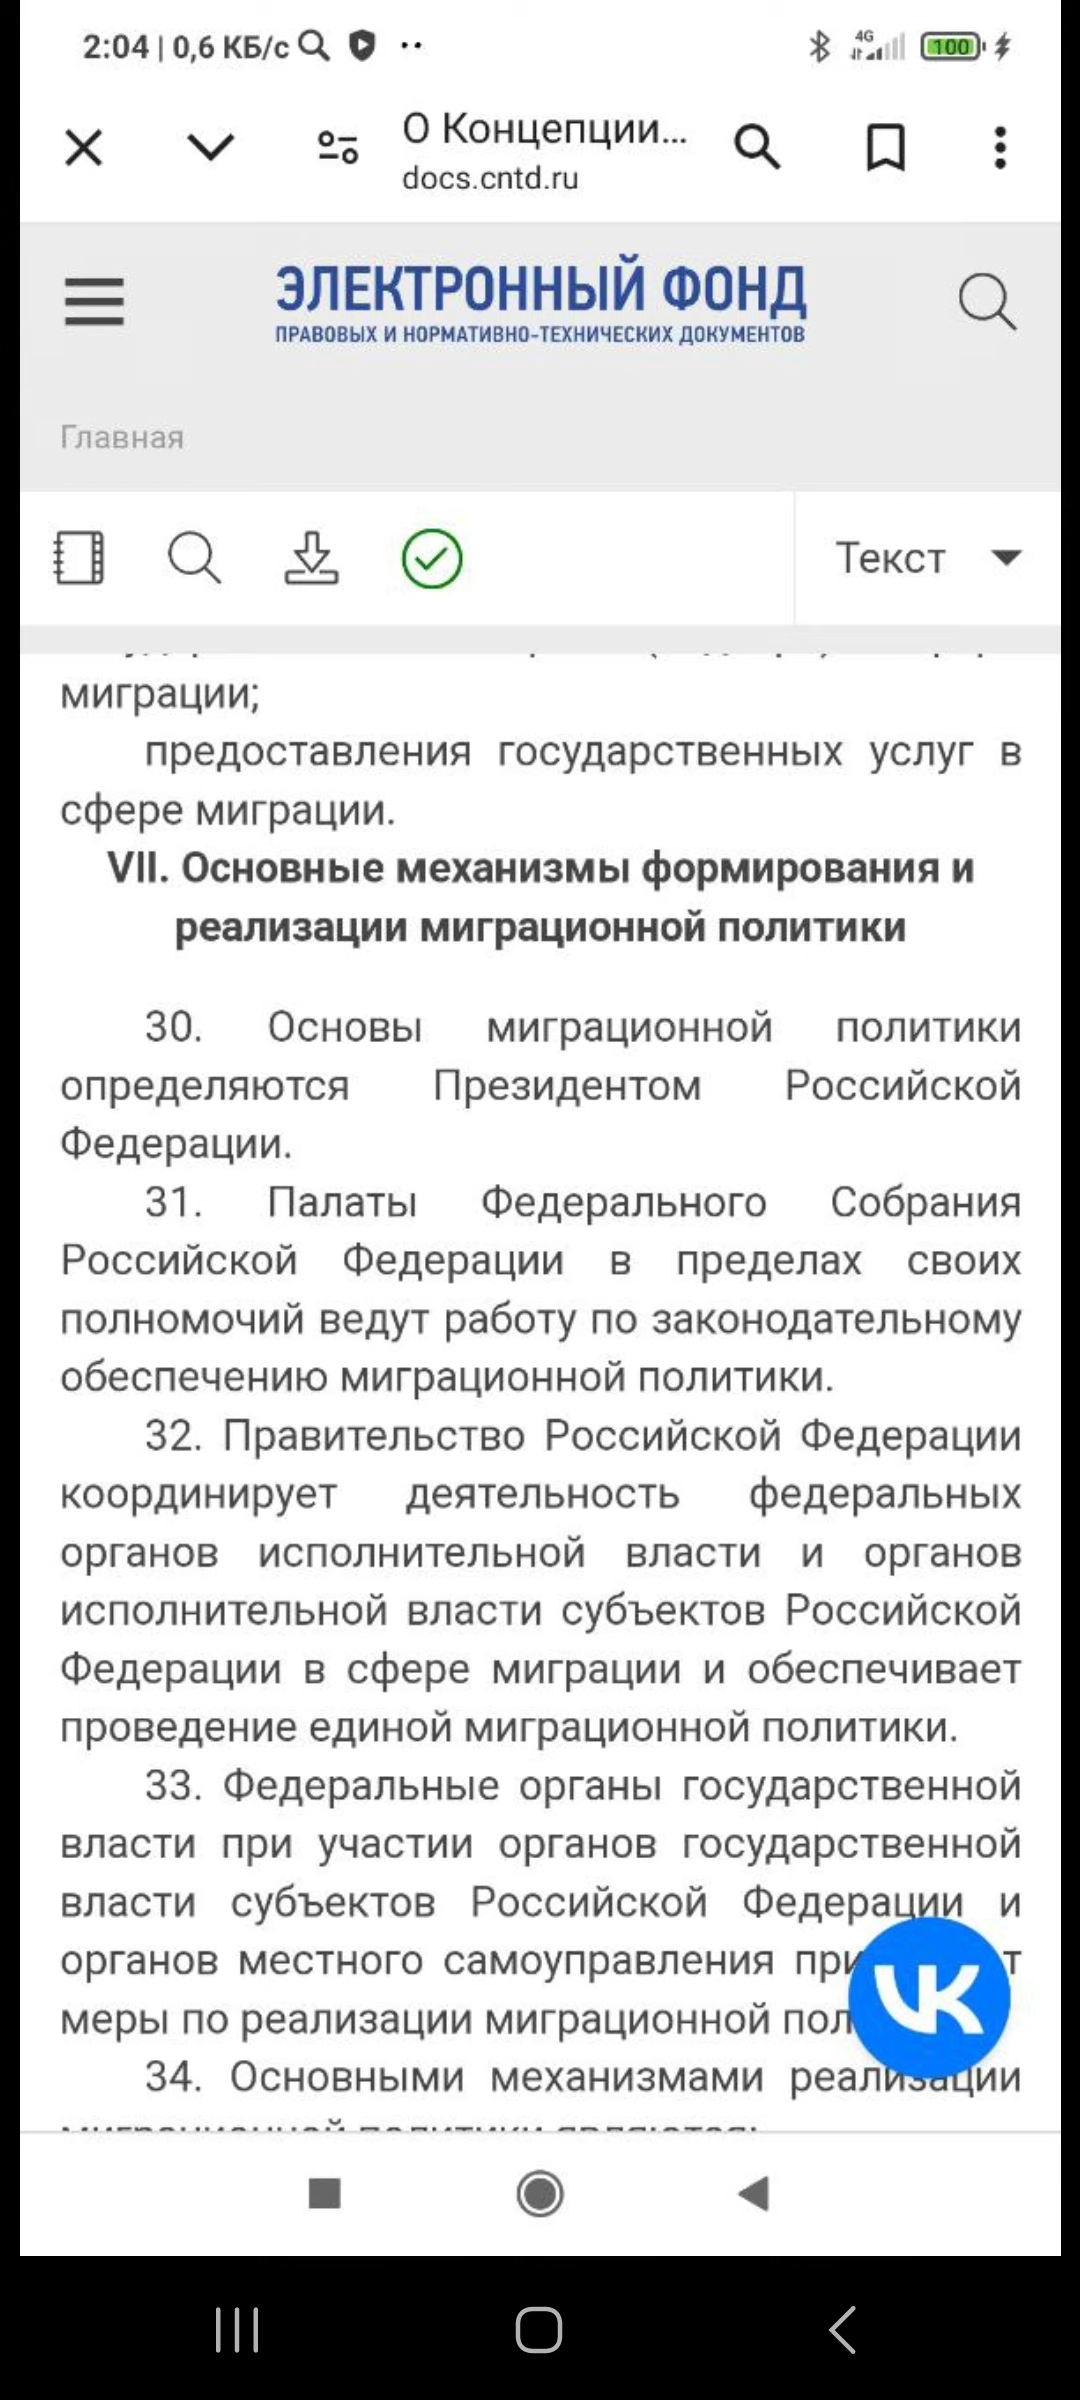 2:04 | 0,6 КБ/с
4G
100
О Концепции...
docs.cntd.ru
ЭЛЕКТРОННЫЙ ФОНД
ПРАВОВЫХ И НОРМАТИВНО-ТЕХНИЧЕСКИХ ДОКУМЕНТОВ
Главная
Текст
миграции;
предоставления государственных услуг в
сфере миграции.
VII. Основные механизмы формирования и
реализации миграционной политики
30. Основы миграционной политики
определяются Президентом Российской
Федерации.
31. Палаты Федерального Собрания
Российской Федерации в пределах своих
полномочий ведут работу по законодательному
обеспечению миграционной политики.
32. Правительство Российской Федерации
координирует деятельность федеральных
органов исполнительной власти и органов
исполнительной власти субъектов Российской
Федерации в сфере миграции и обеспечивает
проведение единой миграционной политики.
33. Федеральные органы государственной
власти при участии органов государственной
власти субъектов Российской Федерации и
органов местного самоуправления
меры по реализации миграционной
34. Основными механизмами реализации
миграционной политики являются: